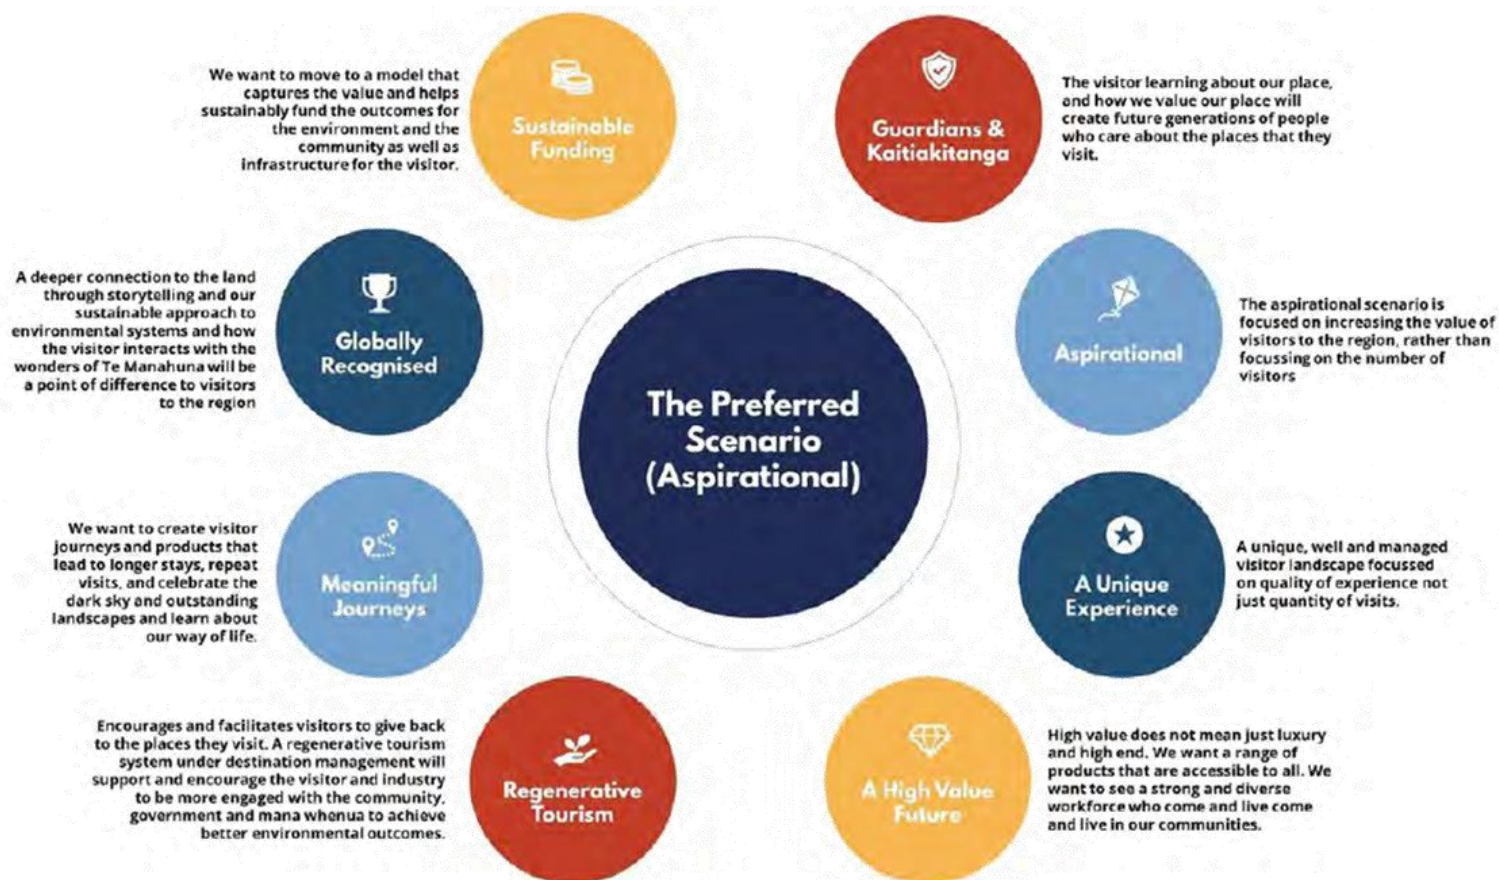 We want to move to a model that
captures the value and helps
sustainably fund the outcomes for
the environment and the
community as well as
infrastructure for the visitor.
Sustainable
Funding
Guardians &
Kaitiakitanga
The visitor learning about our place,
and how we value our place will
create future generations of people
who care about the places that they
visit.
A deeper connection to the land
through storytelling and our
sustainable approach to
environmental systems and how
the visitor interacts with the
wonders of Te Manahuna will be
a point of difference to visitors
to the region
Globally
Recognised
Aspirational
The aspirational scenario is
focused on increasing the value of
visitors to the region, rather than
focussing on the number of
visitors
The Preferred
Scenario
(Aspirational)
We want to create visitor
journeys and products that
lead to longer stays, repeat
visits, and celebrate the
dark sky and outstanding
landscapes and learn about
our way of life.
Meaningful
Journeys
A Unique
Experience
A unique, well and managed
visitor landscape focussed
on quality of experience not
just quantity of visits.
Encourages and facilitates visitors to give back
to the places they visit. A regenerative tourism
system under destination management will
support and encourage the visitor and industry
to be more engaged with the community,
government and mana whenua to achieve
better environmental outcomes.
Regenerative
Tourism
A High Value
Future
High value does not mean just luxury
and high end. We want a range of
products that are accessible to all. We
want to see a strong and diverse
workforce who come and live come
and live in our communities.